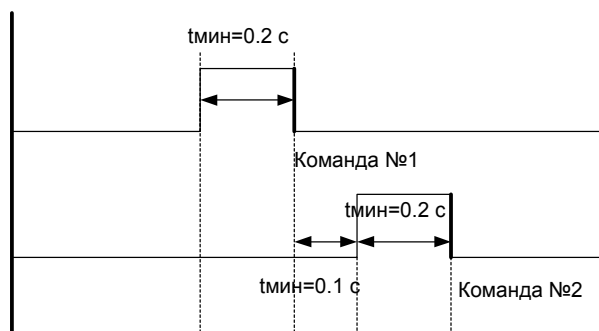 tмин=0.2 с
Команда №1
tмин=0.2 с
tмин=0.1 с
Команда №2